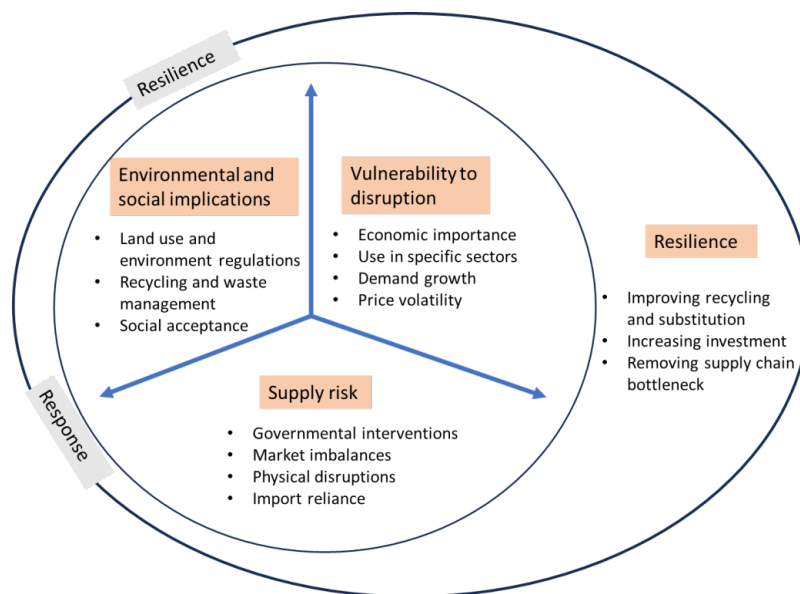 Resilience
Environmental and
social implications
• Land use and
environment regulations
• Recycling and waste
management
• Social acceptance
Vulnerability to
disruption
• Economic importance
• Use in specific sectors
• Demand growth
• Price volatility
Resilience
• Improving recycling
and substitution
• Increasing investment
• Removing supply chain
bottleneck
Response
Supply risk
• Governmental interventions
• Market imbalances
• Physical disruptions
• Import reliance